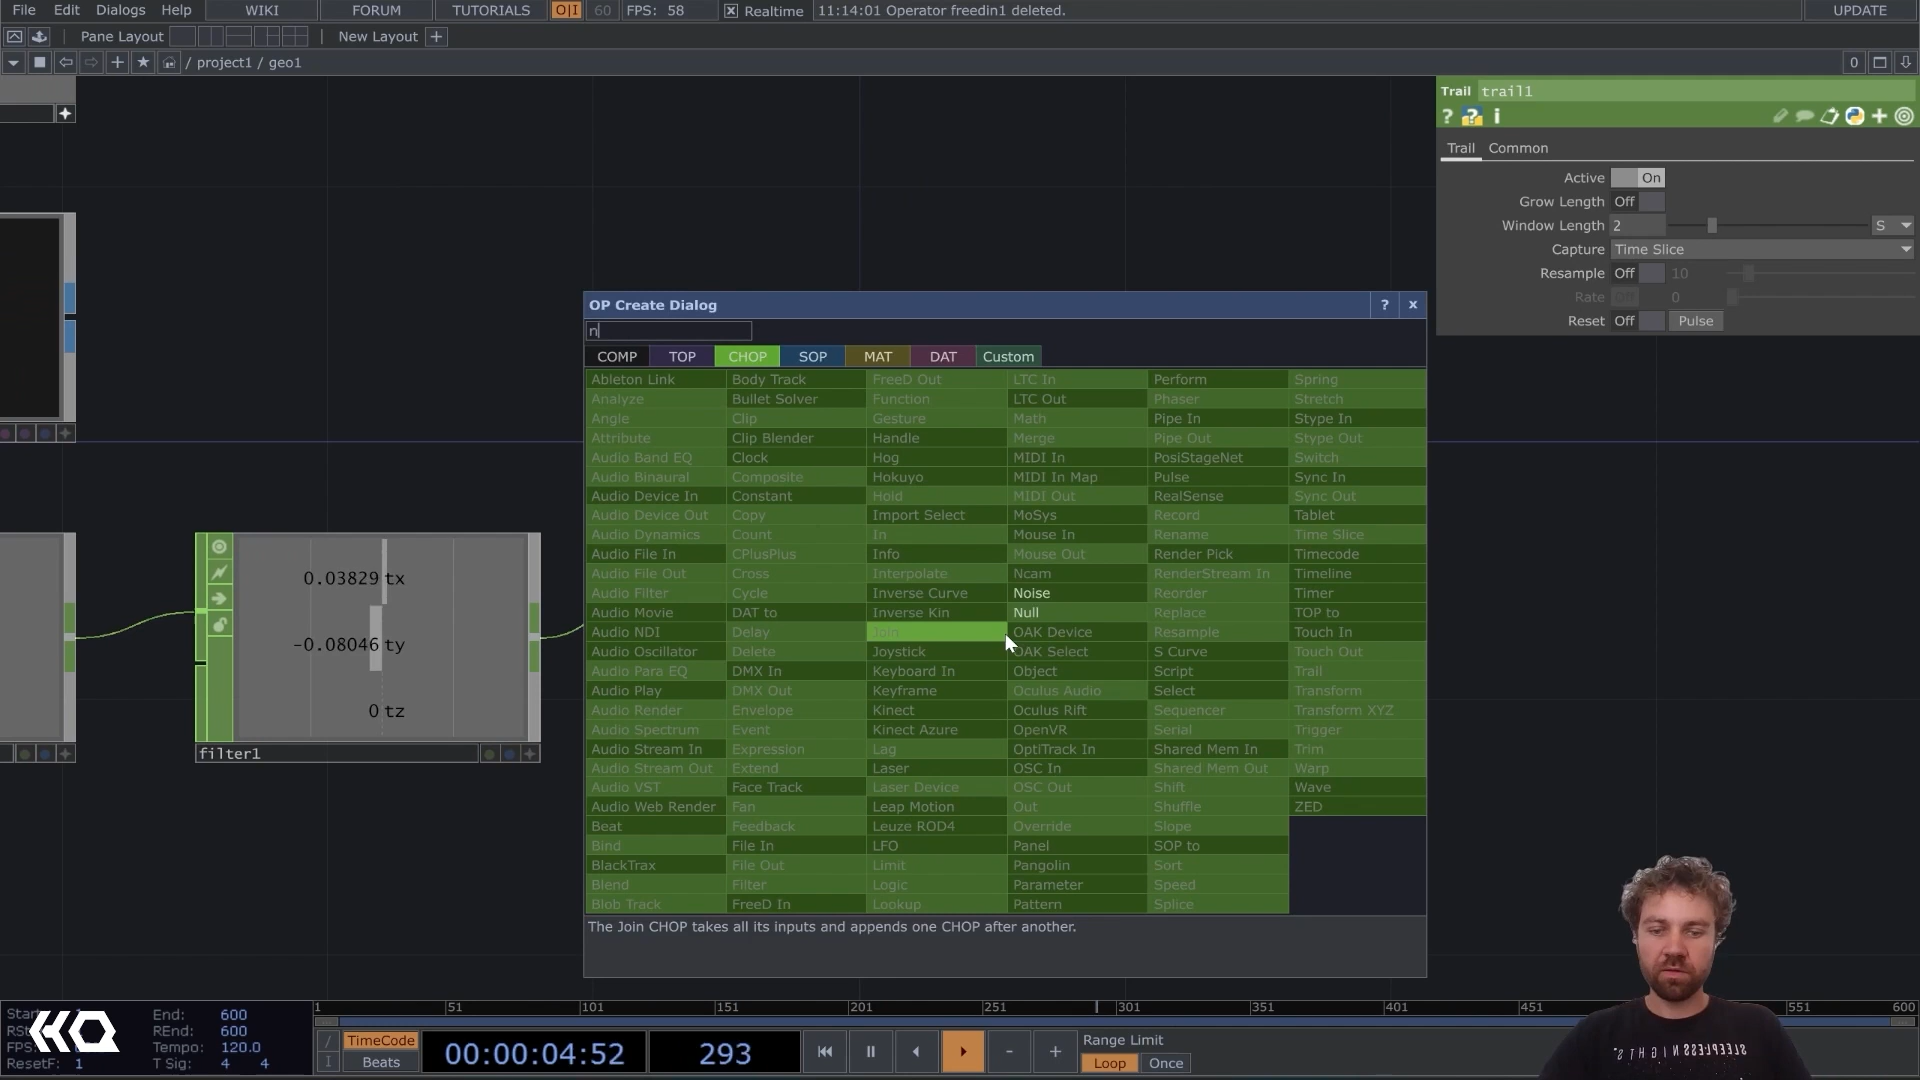 File Edit Dialogs Help WIKI FORUM TUTORIALS O|I 60 FPS: 58 Realtime 11:14:01 Operator freedin1 deleted. UPDATE
Pane Layout New Layout +
/ project1 / geo1 0
Trail trail1
Trail Common
Active On
Grow Length Off
Window Length 2 S
Capture Time Slice
Resample Off 10
Rate Off 0
Reset Off Pulse
OP Create Dialog ? x
n
COMP TOP CHOP SOP MAT DAT Custom
Ableton Link Body Track FreeD Out LTC In Perform Spring
Analyze Bullet Solver Function LTC Out Phaser Stretch
Angle Clip Gesture Math Pipe In Stype In
Attribute Clip Blender Handle Merge Pipe Out Stype Out
Audio Band EQ Clock Hog MIDI In PosiStageNet Switch
Audio Binaural Composite Hokuyo MIDI In Map Pulse Sync In
Audio Device In Constant Hold MIDI Out RealSense Sync Out
Audio Device Out Copy Import Select MoSys Record Tablet
Audio Dynamics Count In Mouse In Rename Time Slice
Audio File In CPlusPlus Info Mouse Out Render Pick Timecode
Audio File Out Cross Interpolate Ncam RenderStream In Timeline
Audio Filter Cycle Inverse Curve Noise Reorder Timer
Audio Movie DAT to Inverse Kin Null Replace TOP to
Audio NDI Delay Join OAK Device Resample Touch In
Audio Oscillator Delete Joystick OAK Select S Curve Touch Out
Audio Para EQ DMX In Keyboard In Object Script Trail
Audio Play DMX Out Keyframe Oculus Audio Select Transform
Audio Render Envelope Kinect Oculus Rift Sequencer Transform XYZ
Audio Spectrum Event Kinect Azure OpenVR Serial Trigger
Audio Stream In Expression Lag OptiTrack In Shared Mem In Trim
Audio Stream Out Extend Laser OSC In Shared Mem Out Warp
Audio VST Face Track Laser Device OSC Out Shift Wave
Audio Web Render Fan Leap Motion Out Shuffle ZED
Beat Feedback Leuze ROD4 Override Slope
Bind File In LFO Panel SOP to
BlackTrax File Out Limit Pangolin Sort
Blend Filter Logic Parameter Speed
Blob Track FreeD In Lookup Pattern Splice
The Join CHOP takes all its inputs and appends one CHOP after another.
0.03829 tx
-0.08046 ty
0 tz
filter1
1 51 101 151 201 251 301 351 401 451 551 600
End: 600
REnd: 600
FPS: Tempo: 120.0
ResetF: 1 T Sig: 4 4
HQ
TimeCode
Beats
00:00:04:52 293
- +
Range Limit
Loop Once
SLEEPLESS NIGHTS.